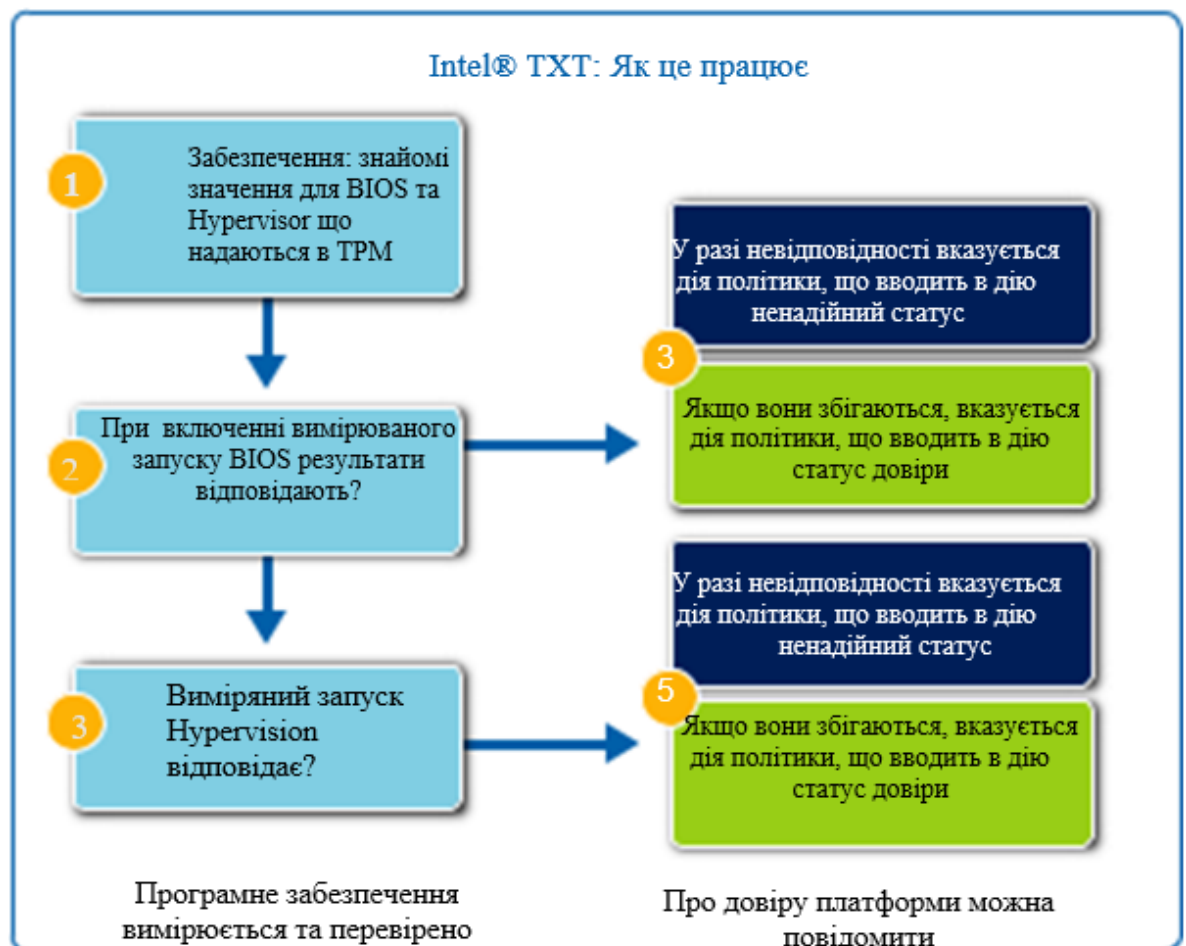 Intel® TXT: Як це працює
1
Забезпечення: знайомі
значення для BIOS та
Hypervisor що
надаються в TPM
2
При включенні вимірюваного
запуску BIOS результати
відповідають?
3
У разі невідповідності вказується
дія політики, що вводить в дію
ненадійний статус
Якщо вони збігаються, вказується
дія політики, що вводить в дію
статус довіри
3
Виміряний запуск
Hypervision
відповідає?
5
У разі невідповідності вказується
дія політики, що вводить в дію
ненадійний статус
Якщо вони збігаються, вказується
дія політики, що вводить в дію
статус довіри
Програмне забезпечення
вимірюється та перевірено
Про довіру платформи можна
повідомити